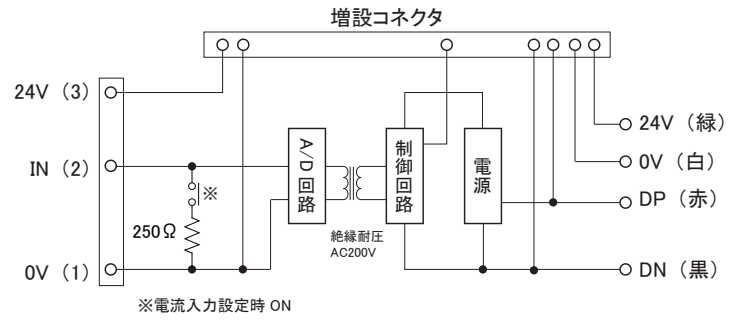 増設コネクタ
24V（3）
IN（2）
0V（1）
※
250Ω
A/D回路
絶縁耐圧
AC200V
制御回路
電源
24V（緑）
0V（白）
DP（赤）
DN（黒）
※電流入力設定時 ON